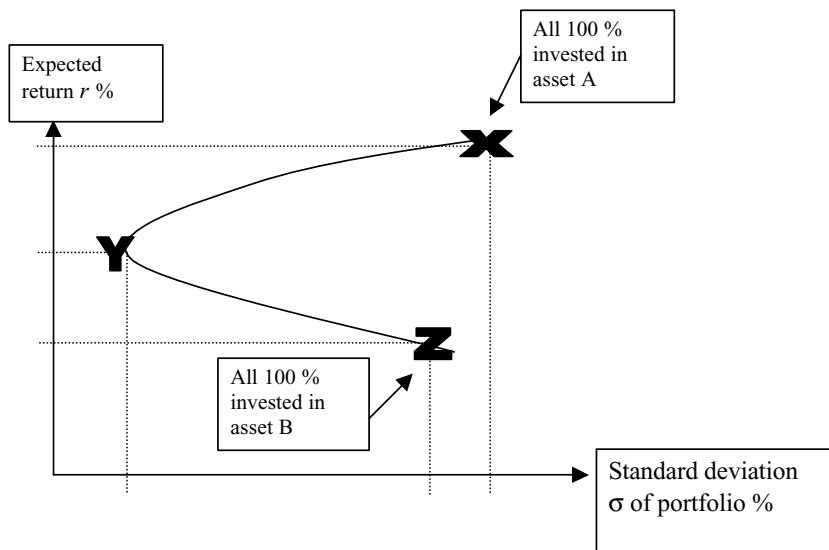 All 100 %
invested in
asset A
Expected
return r %
X
Y
Z
All 100 %
invested in
asset B
Standard deviation
σ of portfolio %